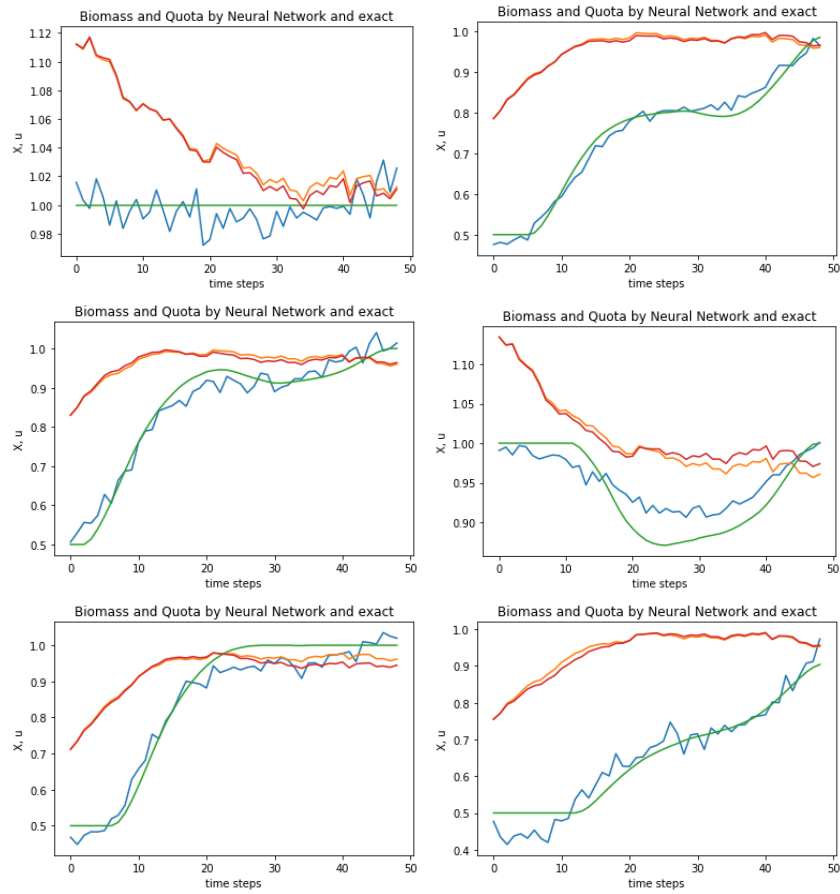 Biomass and Quota by Neural Network and exact
X, u
1.12
1.10
1.08
1.06
1.04
1.02
1.00
0.98
0 10 20 30 40 50
time steps
Biomass and Quota by Neural Network and exact
X, u
1.0
0.9
0.8
0.7
0.6
0.5
0 10 20 30 40 50
time steps
Biomass and Quota by Neural Network and exact
X, u
1.0
0.9
0.8
0.7
0.6
0.5
0 10 20 30 40 50
time steps
Biomass and Quota by Neural Network and exact
X, u
1.10
1.05
1.00
0.95
0.90
0 10 20 30 40 50
time steps
Biomass and Quota by Neural Network and exact
X, u
1.0
0.9
0.8
0.7
0.6
0.5
0 10 20 30 40 50
time steps
Biomass and Quota by Neural Network and exact
X, u
1.0
0.9
0.8
0.7
0.6
0.5
0.4
0 10 20 30 40 50
time steps